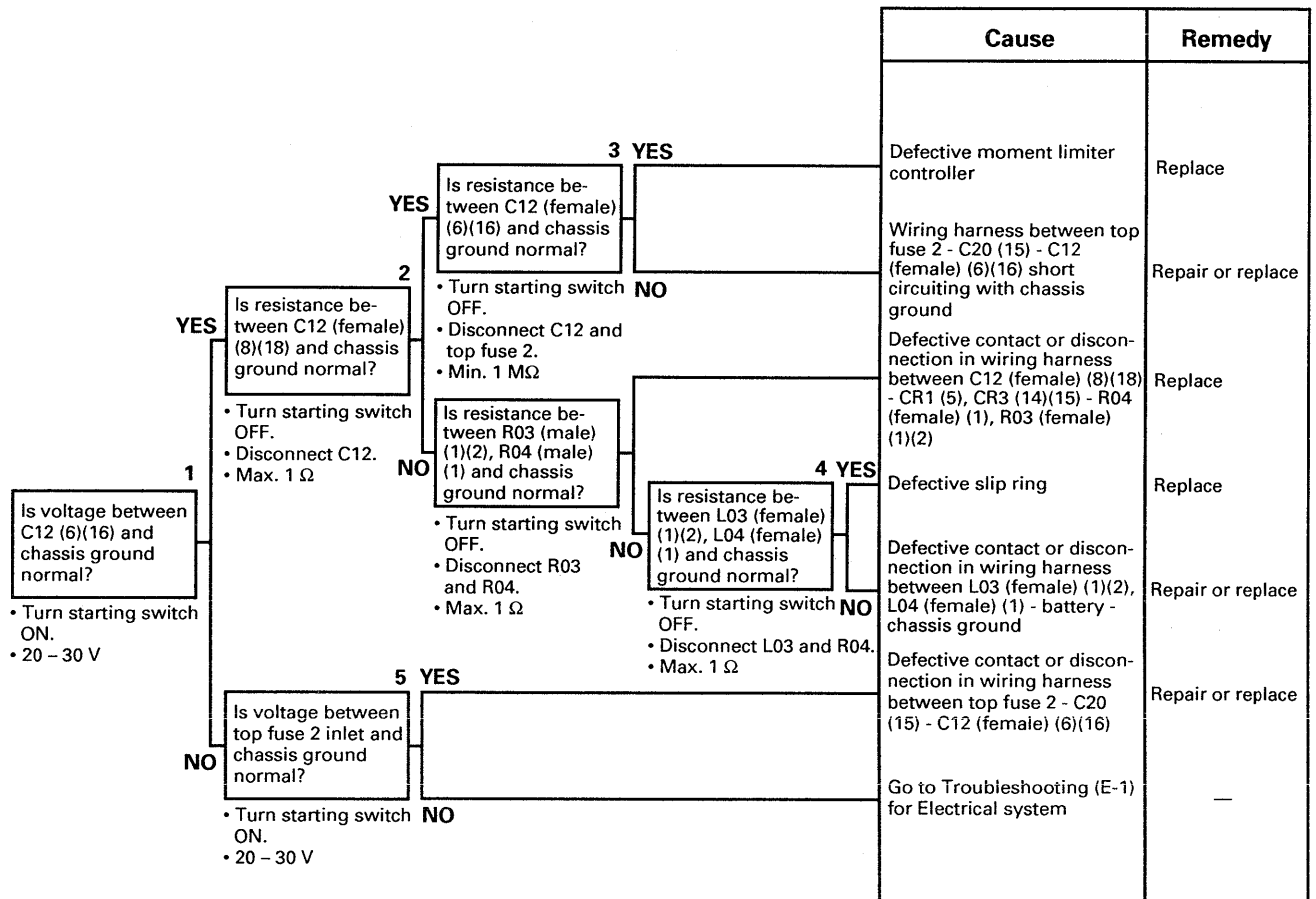 Cause
Remedy
3 YES
Is resistance be-
tween C12 (female)
(6)(16) and chassis
ground normal?
Defective moment limiter
controller
Replace
YES
• Turn starting switch
OFF.
• Disconnect C12 and
top fuse 2.
• Min. 1 MΩ
NO
Wiring harness between top
fuse 2 - C20 (15) - C12
(female) (6)(16) short
circuiting with chassis
ground
Repair or replace
2
YES
Is resistance be-
tween C12 (female)
(8)(18) and chassis
ground normal?
• Turn starting switch
OFF.
• Disconnect C12.
• Max. 1 Ω
NO
Is resistance be-
tween R03 (male)
(1)(2), R04 (male)
(1) and chassis
ground normal?
• Turn starting switch
OFF.
• Disconnect R03
and R04.
• Max. 1 Ω
Defective contact or discon-
nection in wiring harness
between C12 (female) (8)(18)
- CR1 (5), CR3 (14)(15) - R04
(female) (1), R03 (female)
(1)(2)
Replace
4 YES
NO
Is resistance be-
tween L03 (female)
(1)(2), L04 (female)
(1) and chassis
ground normal?
• Turn starting switch
OFF.
• Disconnect L03 and R04.
• Max. 1 Ω
Defective slip ring
Replace
NO
Defective contact or discon-
nection in wiring harness
between L03 (female) (1)(2),
L04 (female) (1) - battery -
chassis ground
Repair or replace
1
Is voltage between
C12 (6)(16) and
chassis ground
normal?
• Turn starting switch
ON.
• 20 – 30 V
5 YES
NO
Is voltage between
top fuse 2 inlet and
chassis ground
normal?
• Turn starting switch
ON.
• 20 – 30 V
Defective contact or discon-
nection in wiring harness
between top fuse 2 - C20
(15) - C12 (female) (6)(16)
Repair or replace
NO
Go to Troubleshooting (E-1)
for Electrical system
—